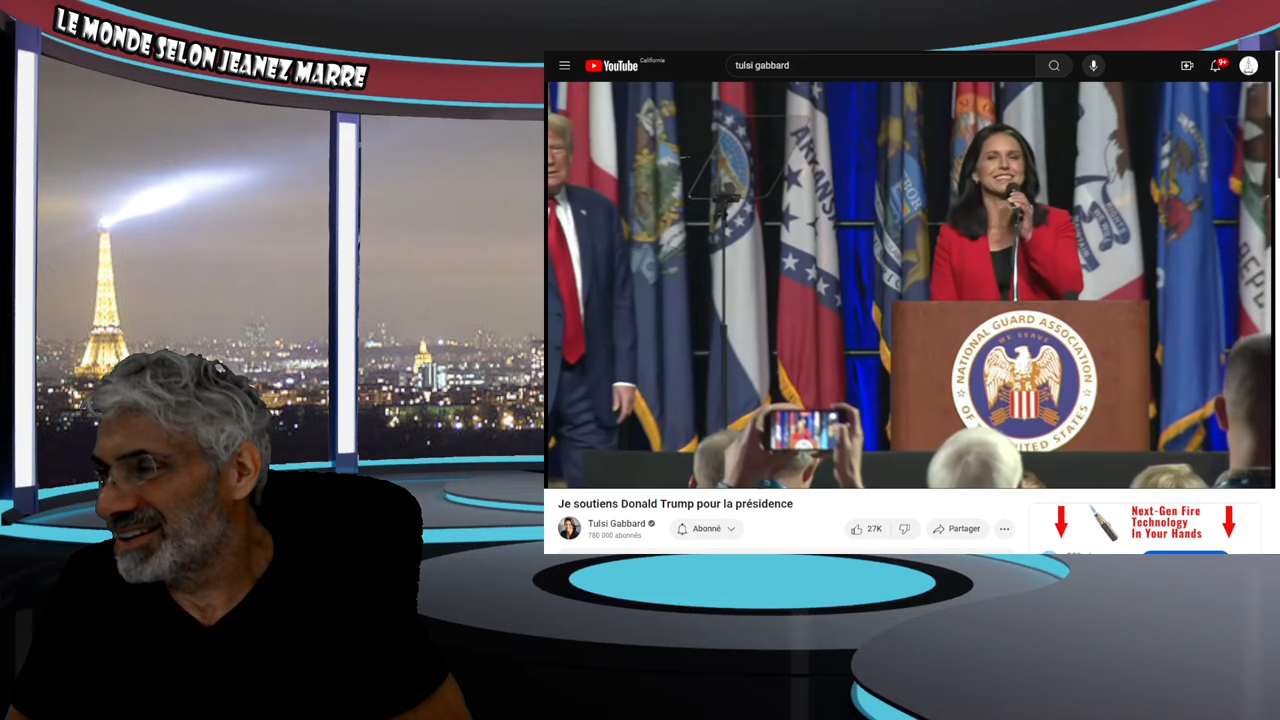 LE MONDE SELON JEANEZ MARRE
YouTube
Californie
tulsi gabbard
9+
ARKANSAS
NATIONAL GUARD ASSOCIATION
WE SERVE
OF
UNITED STATES
Je soutiens Donald Trump pour la présidence
Tulsi Gabbard
780 000 abonnés
Abonné
27K
Partager
Next-Gen Fire
Technology
In Your Hands